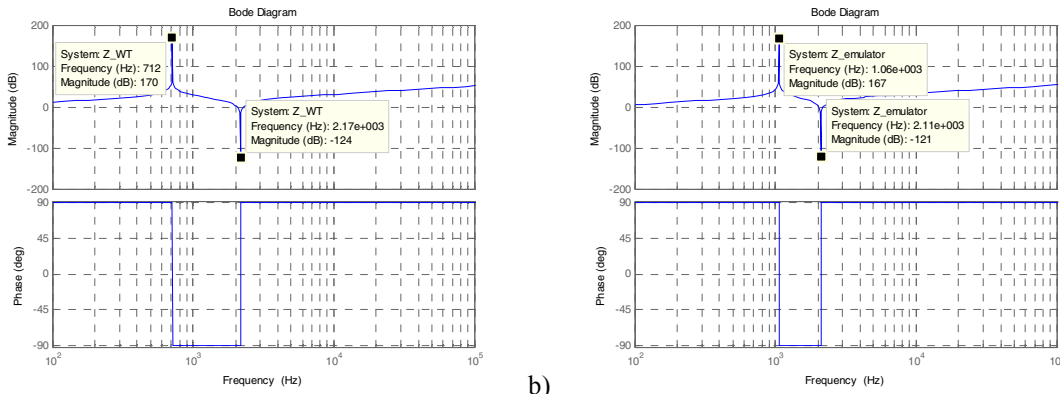 Bode Diagram
Magnitude (dB)
200
100
0
-100
-200
System: Z_WT
Frequency (Hz): 712
Magnitude (dB): 170
System: Z_WT
Frequency (Hz): 2.17e+003
Magnitude (dB): -124
Phase (deg)
90
45
0
-45
-90
10^2 10^3 10^4 10^5
Frequency (Hz)
b)
Bode Diagram
Magnitude (dB)
200
100
0
-100
-200
System: Z_emulator
Frequency (Hz): 1.06e+003
Magnitude (dB): 167
System: Z_emulator
Frequency (Hz): 2.11e+003
Magnitude (dB): -121
Phase (deg)
90
45
0
-45
-90
10^2 10^3 10^4
Frequency (Hz)